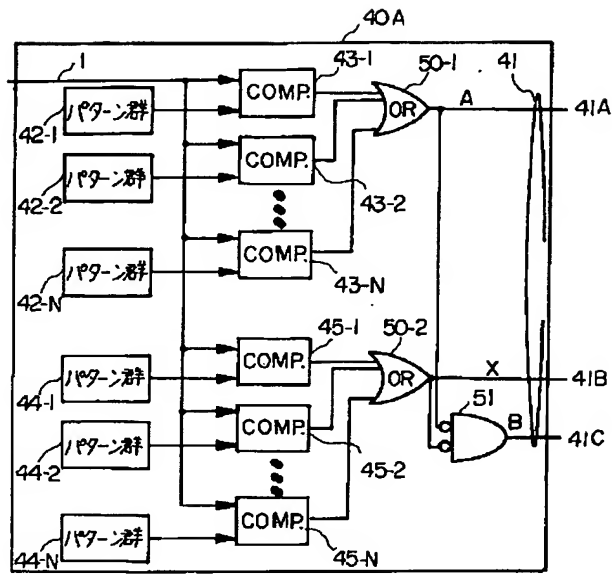 40A
1
43-1
50-1
41
パターン群
COMP.
OR
A
41A
42-1
パターン群
COMP.
42-2
43-2
パターン群
COMP.
42-N
43-N
45-1
50-2
パターン群
COMP.
OR
X
41B
44-1
51
パターン群
COMP.
B
41C
44-2
45-2
パターン群
COMP.
44-N
45-N